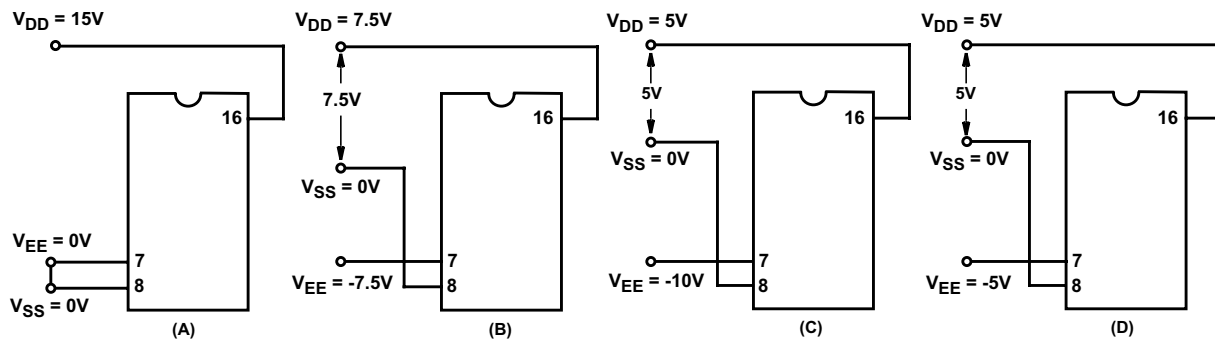 VDD = 15V
16
VEE = 0V
7
8
VSS = 0V
(A)
VDD = 7.5V
7.5V
16
VSS = 0V
7
VEE = -7.5V
8
(B)
VDD = 5V
5V
16
VSS = 0V
7
VEE = -10V
8
(C)
VDD = 5V
5V
16
VSS = 0V
7
VEE = -5V
8
(D)